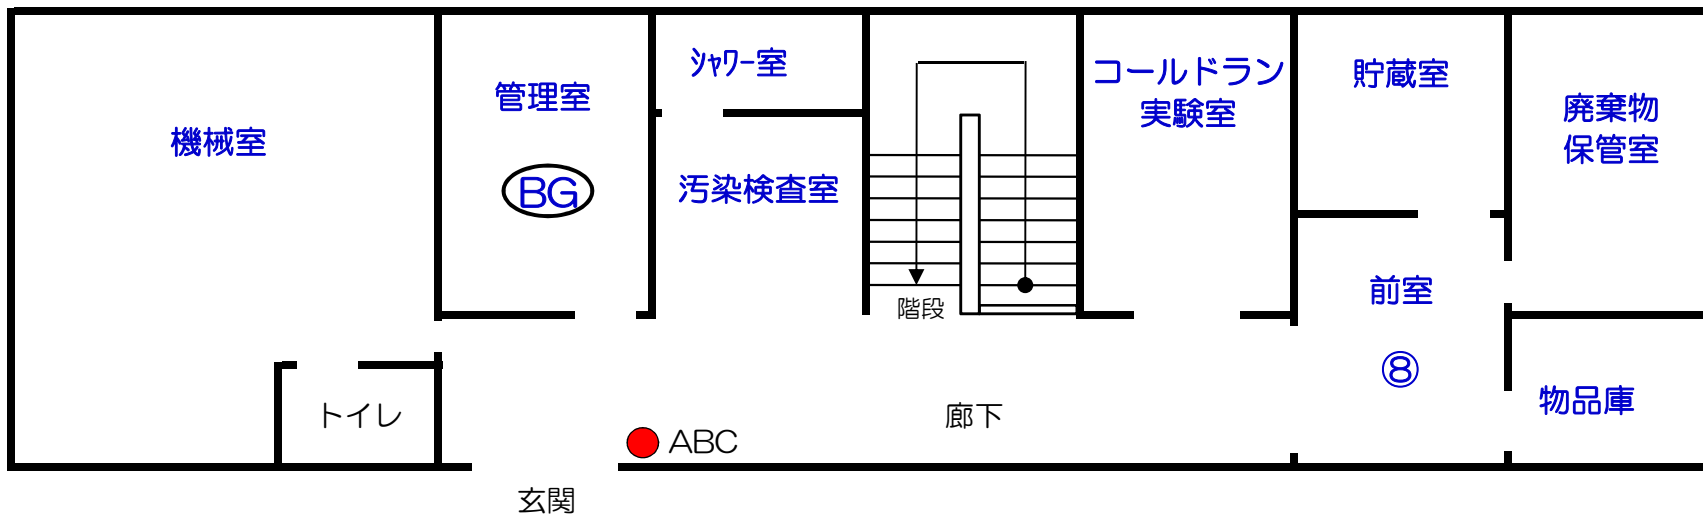 機械室
管理室
BG
ｼｬﾜｰ室
汚染検査室
階段
コールドラン
実験室
貯蔵室
廃棄物
保管室
前室
⑧
物品庫
トイレ
ABC
廊下
玄関